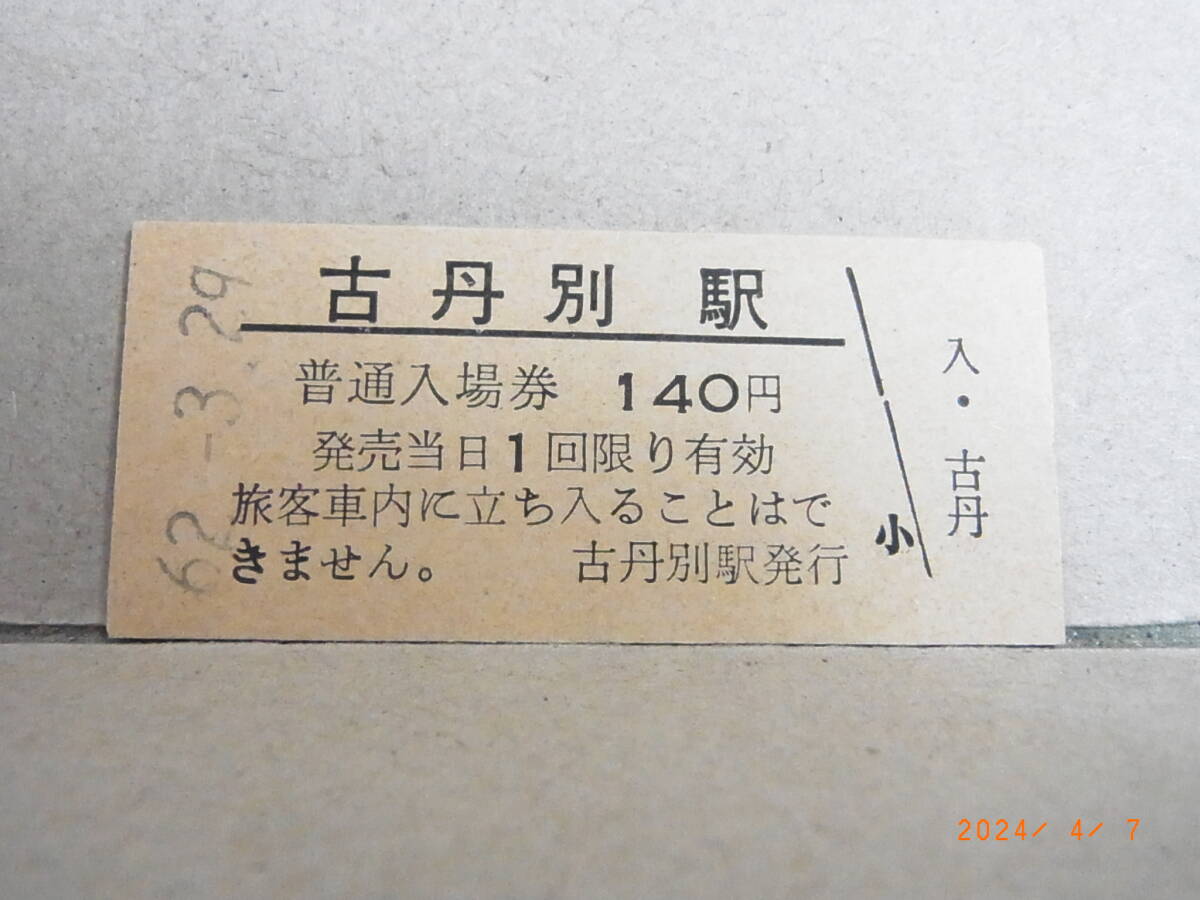 62-3.29
古丹別 駅
普通入場券 140円
発売当日1回限り有効
旅客車内に立ち入ることはで
きません。 古丹別駅発行
小
入・古丹
2024/ 4/ 7